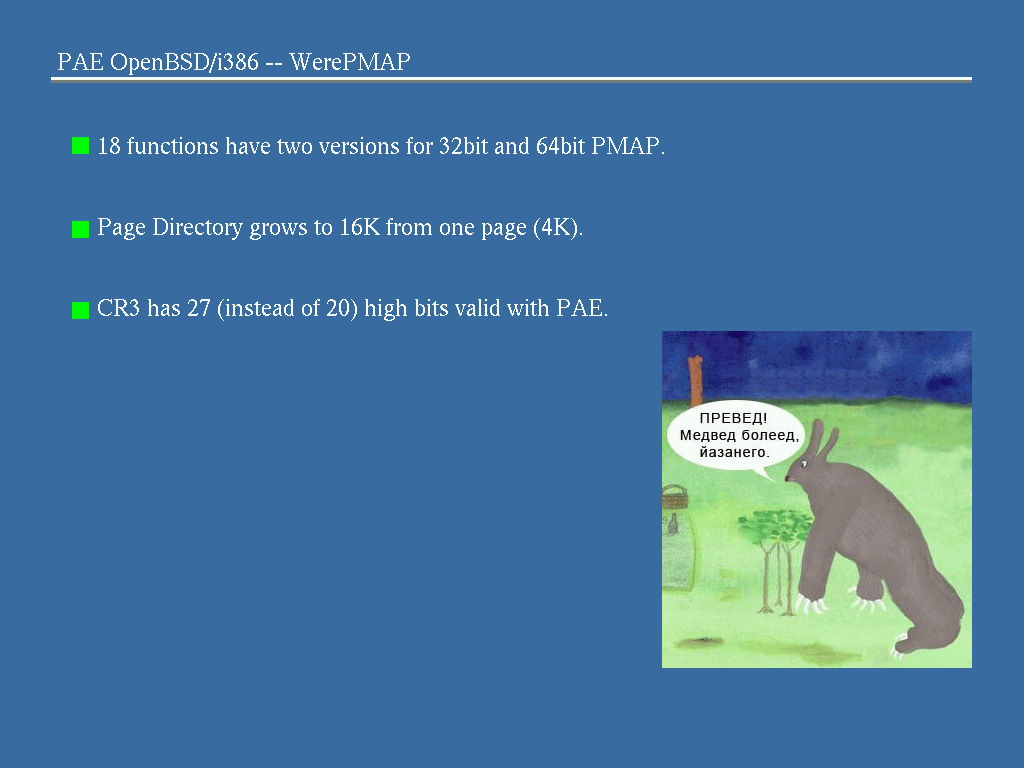 PAE OpenBSD/i386 -- WerePMAP
18 functions have two versions for 32bit and 64bit PMAP.
Page Directory grows to 16K from one page (4K).
CR3 has 27 (instead of 20) high bits valid with PAE.
ПРЕВЕД!
Медвед болеед,
йазанего.